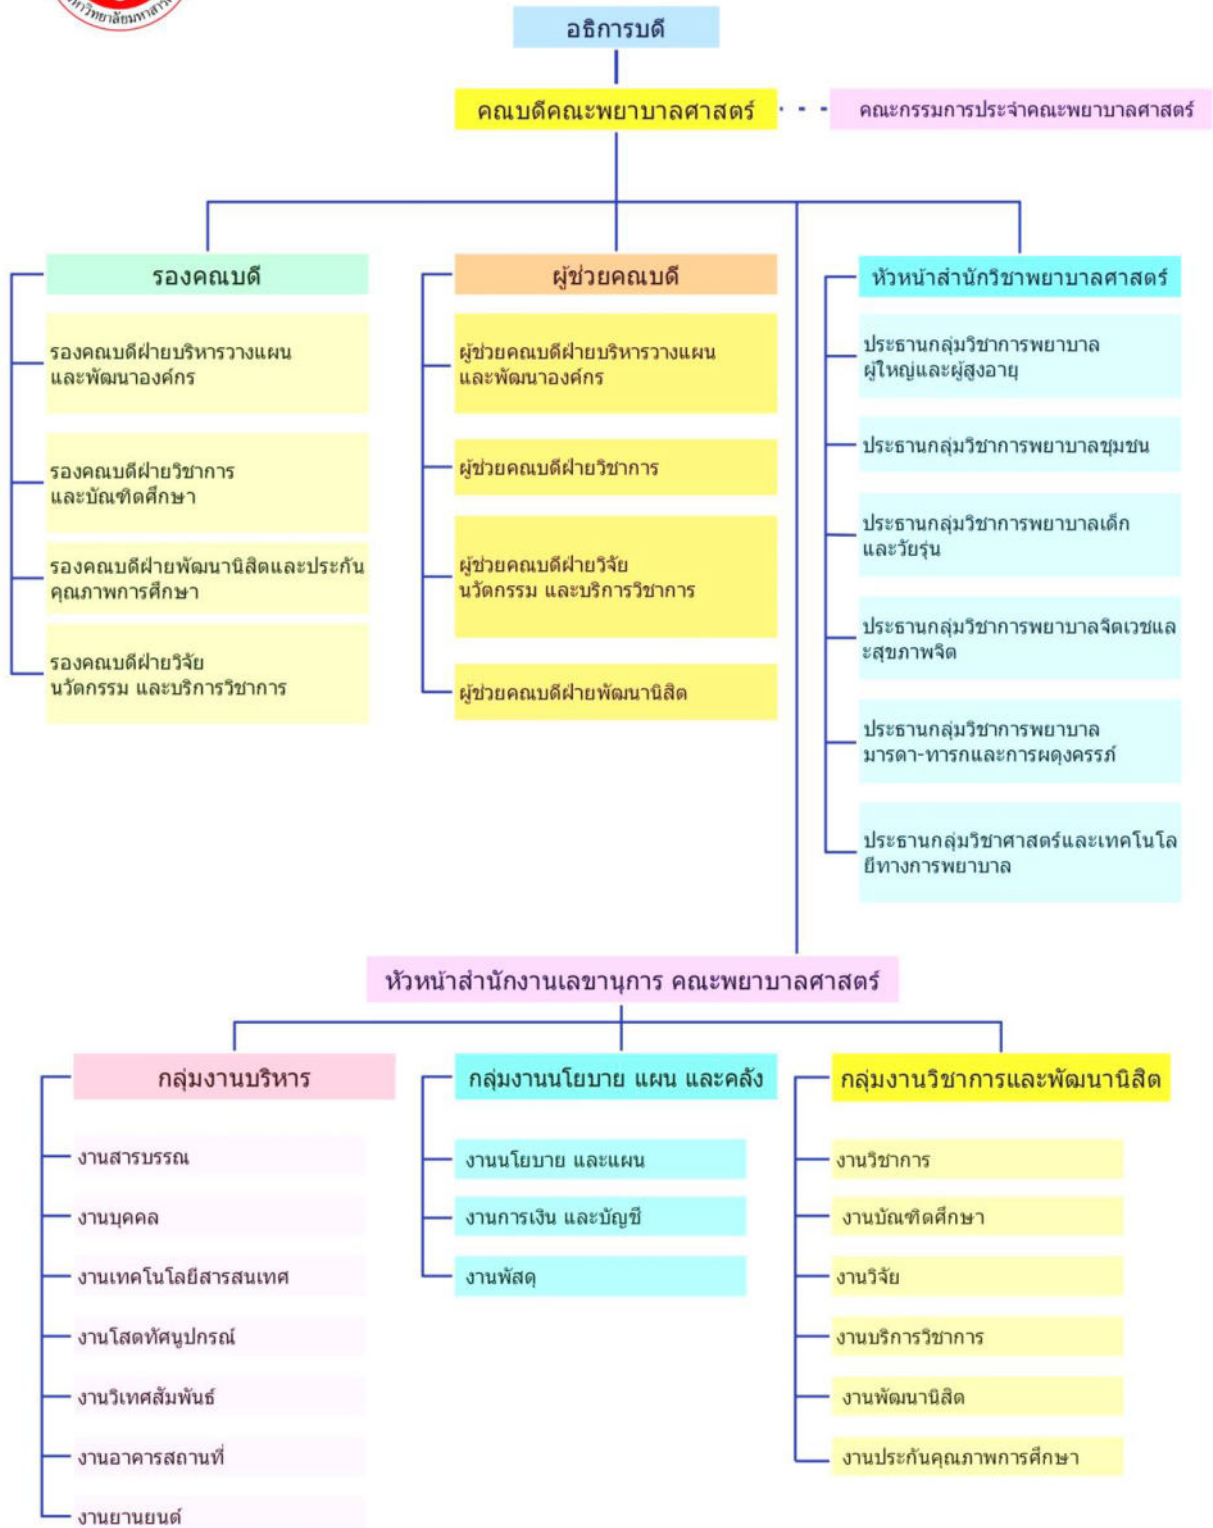 มหาวิทยาลัยมหาสาร
อธิการบดี
คณบดีคณะพยาบาลศาสตร์
คณะกรรมการประจำคณะพยาบาลศาสตร์
รองคณบดี
รองคณบดีฝ่ายบริหารวางแผน
และพัฒนาองค์กร
รองคณบดีฝ่ายวิชาการ
และบัณฑิตศึกษา
รองคณบดีฝ่ายพัฒนานิสิตและประกัน
คุณภาพการศึกษา
รองคณบดีฝ่ายวิจัย
นวัตกรรม และบริการวิชาการ
ผู้ช่วยคณบดี
ผู้ช่วยคณบดีฝ่ายบริหารวางแผน
และพัฒนาองค์กร
ผู้ช่วยคณบดีฝ่ายวิชาการ
ผู้ช่วยคณบดีฝ่ายวิจัย
นวัตกรรม และบริการวิชาการ
ผู้ช่วยคณบดีฝ่ายพัฒนานิสิต
หัวหน้าสำนักวิชาพยาบาลศาสตร์
ประธานกลุ่มวิชาการพยาบาล
ผู้ใหญ่และผู้สูงอายุ
ประธานกลุ่มวิชาการพยาบาลชุมชน
ประธานกลุ่มวิชาการพยาบาลเด็ก
และวัยรุ่น
ประธานกลุ่มวิชาการพยาบาลจิตเวชแล
ะสุขภาพจิต
ประธานกลุ่มวิชาการพยาบาล
มารดา-ทารกและการผดุงครรภ์
ประธานกลุ่มวิชาศาสตร์และเทคโนโล
ยีทางการพยาบาล
หัวหน้าสำนักงานเลขานุการ คณะพยาบาลศาสตร์
กลุ่มงานบริหาร
งานสารบรรณ
งานบุคคล
งานเทคโนโลยีสารสนเทศ
งานโสตทัศนูปกรณ์
งานวิเทศสัมพันธ์
งานอาคารสถานที่
งานยานยนต์
กลุ่มงานนโยบาย แผน และคลัง
งานนโยบาย และแผน
งานการเงิน และบัญชี
งานพัสดุ
กลุ่มงานวิชาการและพัฒนานิสิต
งานวิชาการ
งานบัณฑิตศึกษา
งานวิจัย
งานบริการวิชาการ
งานพัฒนานิสิต
งานประกันคุณภาพการศึกษา